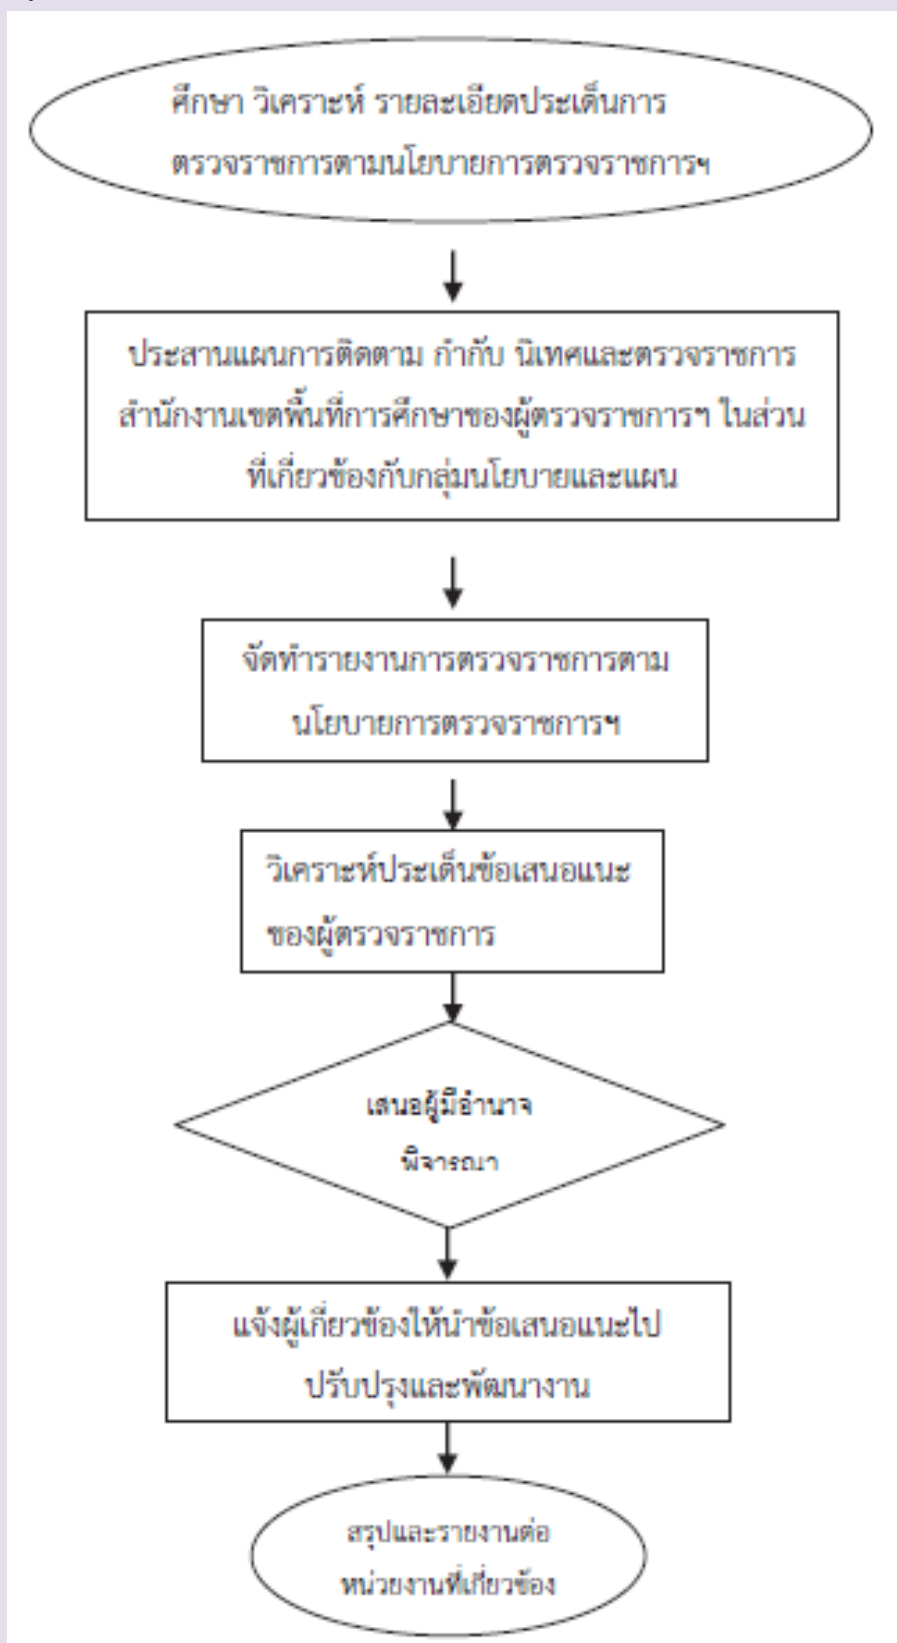 ศึกษา วิเคราะห์ รายละเอียดประเด็นการ
ตรวจราชการตามนโยบายการตรวจราชการฯ
ประสานแผนการติดตาม กำกับ นิเทศและตรวจราชการ
สำนักงานเขตพื้นที่การศึกษาของผู้ตรวจราชการฯ ในส่วน
ที่เกี่ยวข้องกับกลุ่มนโยบายและแผน
จัดทำรายงานการตรวจราชการตาม
นโยบายการตรวจราชการฯ
วิเคราะห์ประเด็นข้อเสนอแนะ
ของผู้ตรวจราชการ
เสนอผู้มีอำนาจ
พิจารณา
แจ้งผู้เกี่ยวข้องให้นำข้อเสนอแนะไป
ปรับปรุงและพัฒนางาน
สรุปและรายงานต่อ
หน่วยงานที่เกี่ยวข้อง